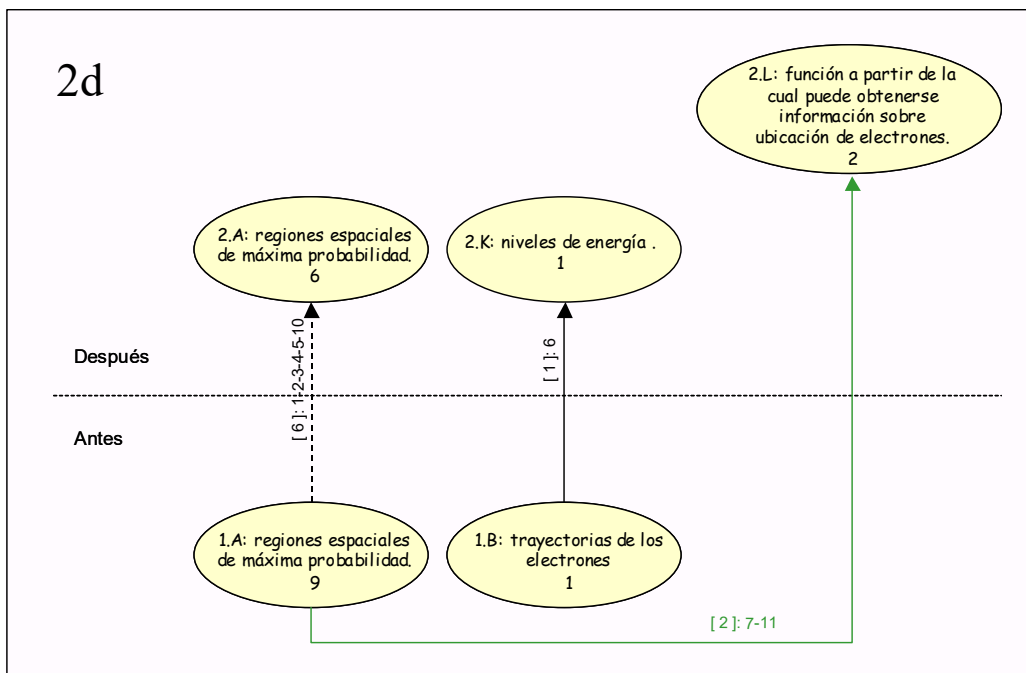 2d
2.L: función a partir de la
cual puede obtenerse
información sobre
ubicación de electrones.
2
2.A: regiones espaciales
de máxima probabilidad.
6
2.K: niveles de energía .
1
[ 6 ]: 1-2-3-4-5-10
[ 1 ]: 6
Después
Antes
1.A: regiones espaciales
de máxima probabilidad.
9
1.B: trayectorias de los
electrones
1
[ 2 ]: 7-11